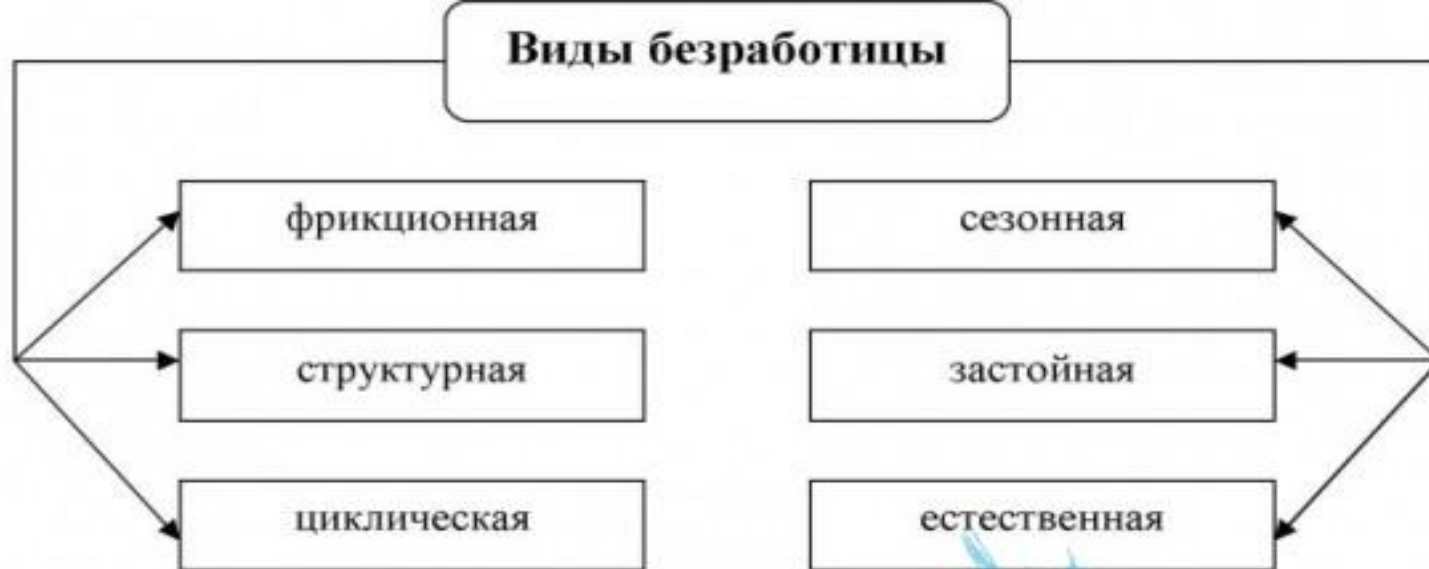 Виды безработицы
фрикционная
сезонная
структурная
застойная
циклическая
естественная